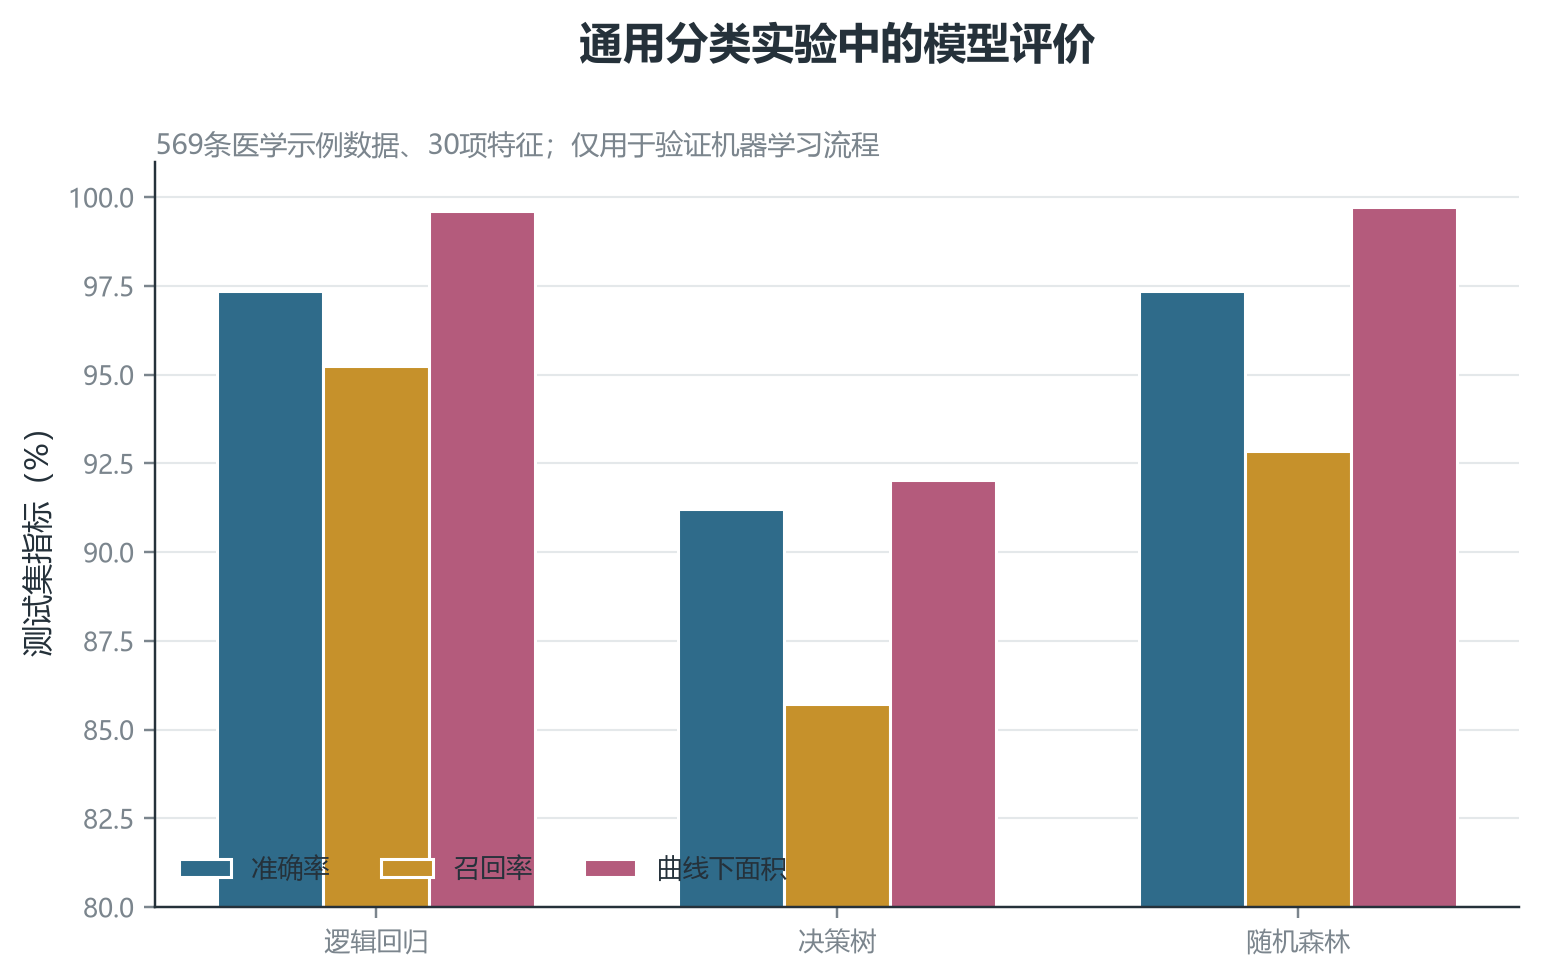 通用分类实验中的模型评价
569条医学示例数据、30项特征；仅用于验证机器学习流程
测试集指标（%）
100.0
97.5
95.0
92.5
90.0
87.5
85.0
82.5
80.0
准确率 召回率 曲线下面积
逻辑回归 决策树 随机森林